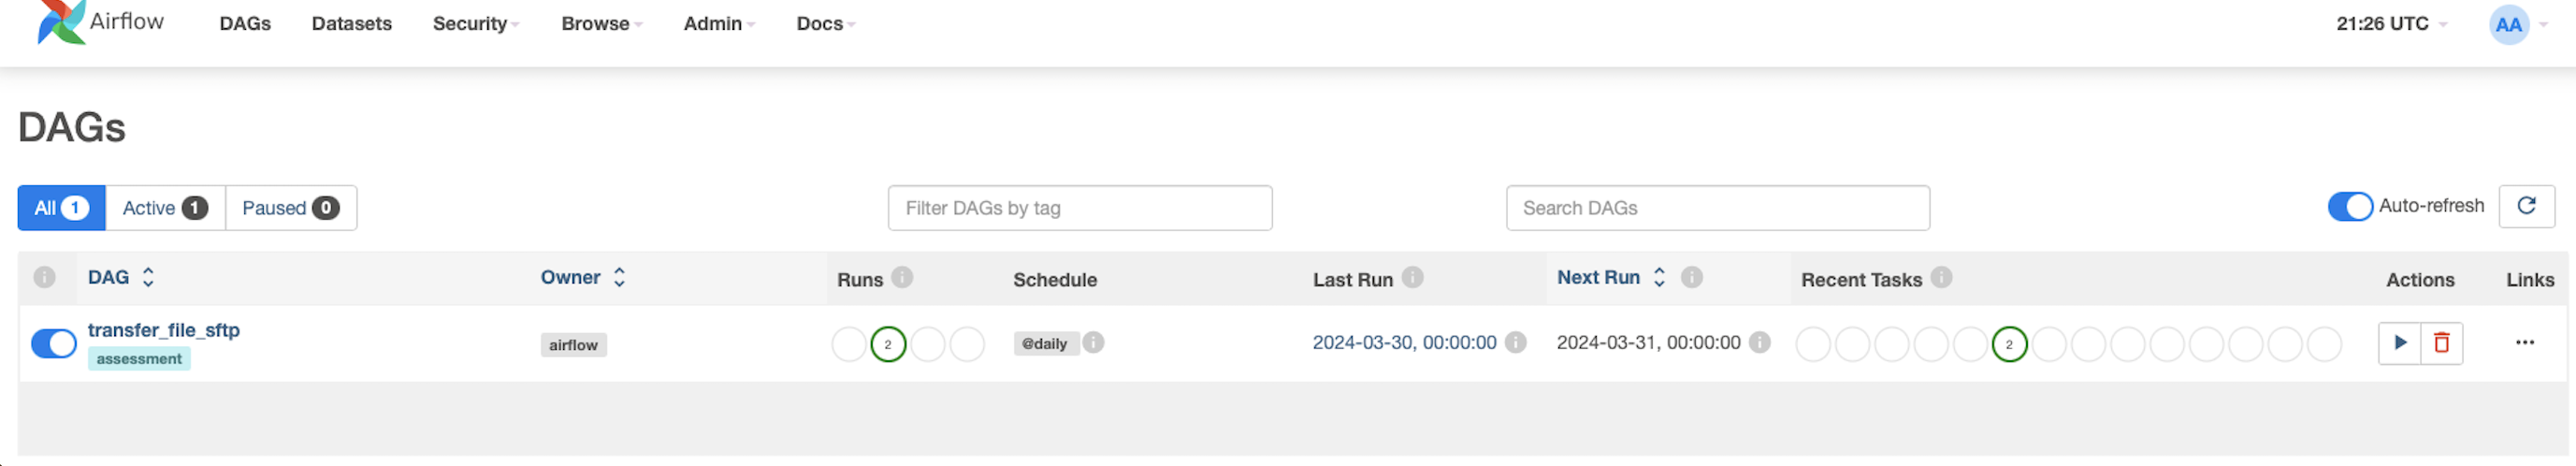 Airflow DAGs Datasets Security Browse Admin Docs 21:26 UTC AA
DAGs
All 1 Active 1 Paused 0 Filter DAGs by tag Search DAGs Auto-refresh
i DAG Owner Runs i Schedule Last Run i Next Run i Recent Tasks i Actions Links
transfer_file_sftp airflow 2 @daily i 2024-03-30, 00:00:00 i 2024-03-31, 00:00:00 i 2
assessment